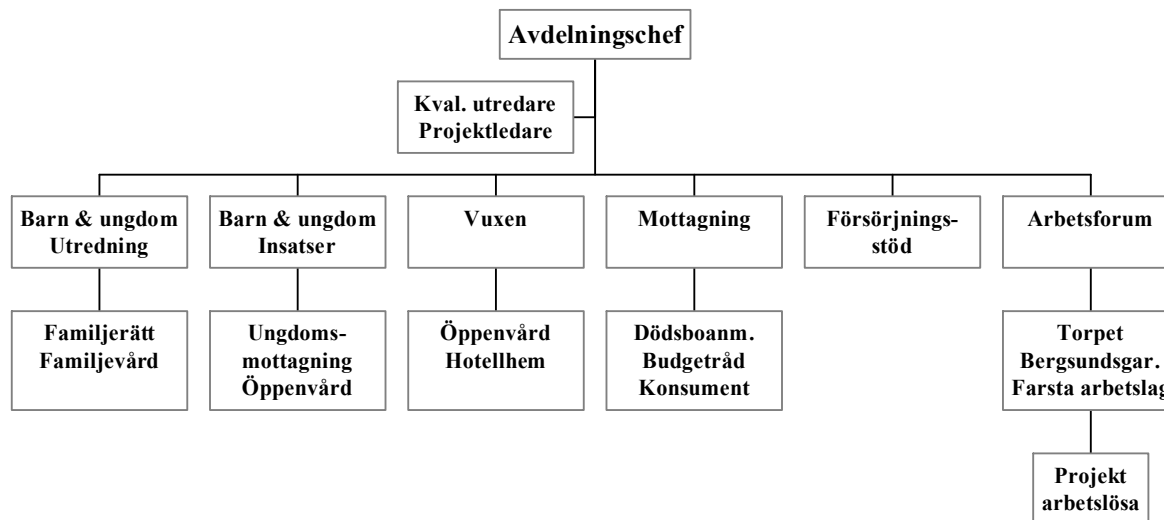 Avdelningschef
Kval. utredare
Projektledare
Barn & ungdom
Utredning
Barn & ungdom
Insatser
Vuxen
Mottagning
Försörjnings-
stöd
Arbetsforum
Familjerätt
Familjevård
Ungdoms-
mottagning
Öppenvård
Öppenvård
Hotellhem
Dödsboanm.
Budgetråd
Konsument
Torpet
Bergsundsgar.
Farsta arbetslag
Projekt
arbetslösa